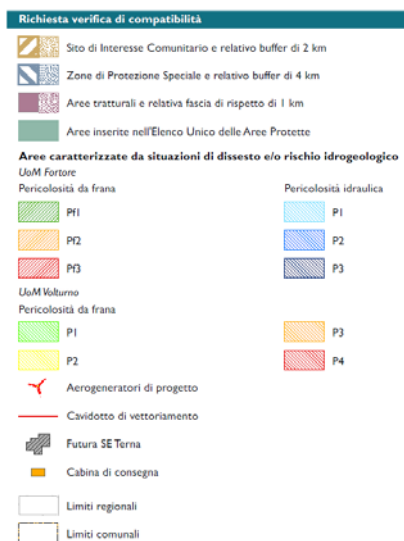 Richiesta verifica di compatibilità
Sito di Interesse Comunitario e relativo buffer di 2 km
Zone di Protezione Speciale e relativo buffer di 4 km
Aree tratturali e relativa fascia di rispetto di 1 km
Aree inserite nell'Elenco Unico delle Aree Protette
Aree caratterizzate da situazioni di dissesto e/o rischio idrogeologico
UoM Fortore
Pericolosità da frana Pericolosità idraulica
Pf1 P1
Pf2 P2
Pf3 P3
UoM Volturno
Pericolosità da frana
P1 P3
P2 P4
Aerogeneratori di progetto
Cavidotto di vettoriamento
Futura SE Terna
Cabina di consegna
Limiti regionali
Limiti comunali